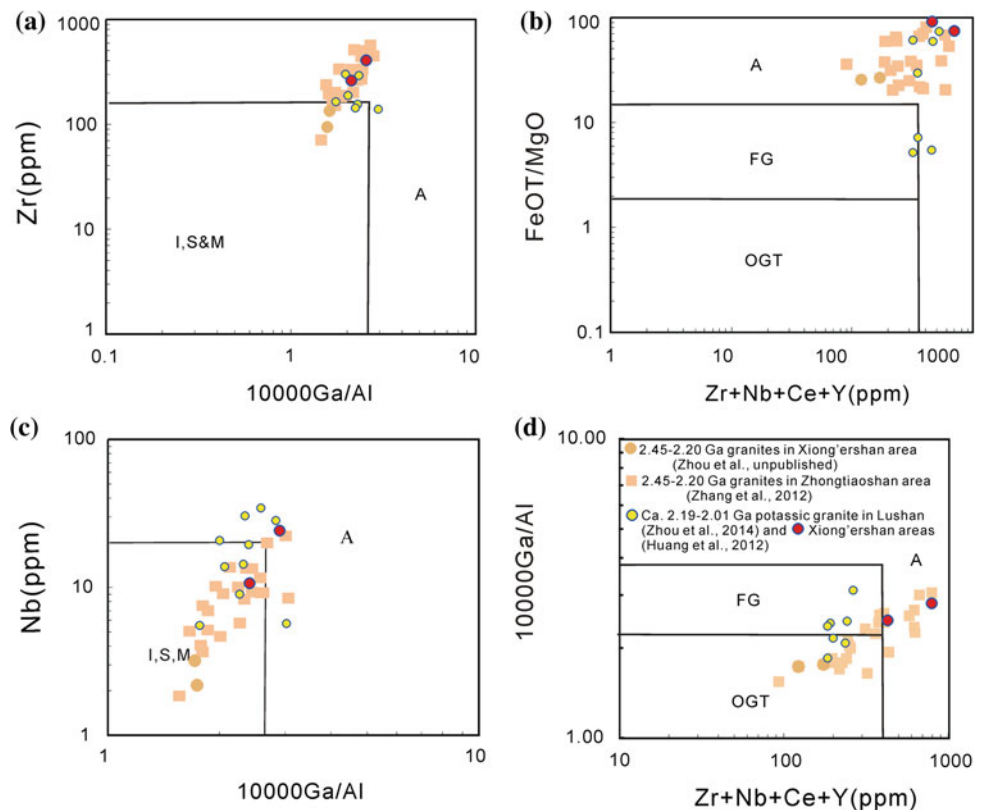 (a)
1000
100
10
1
Zr(ppm)
I,S&M
A
0.1 1 10
10000Ga/Al
(b)
100
10
1
0.1
FeOT/MgO
A
FG
OGT
1 10 100 1000
Zr+Nb+Ce+Y(ppm)
(c)
100
10
1
Nb(ppm)
A
I,S,M
1 10
10000Ga/Al
(d)
10.00
1.00
10000Ga/Al
2.45-2.20 Ga granites in Xiong'ershan area
(Zhou et al., unpublished)
2.45-2.20 Ga granites in Zhongtiaoshan area
(Zhang et al., 2012)
Ca. 2.19-2.01 Ga potassic granite in Lushan
(Zhou et al., 2014) and Xiong'ershan areas
(Huang et al., 2012)
A
FG
OGT
10 100 1000
Zr+Nb+Ce+Y(ppm)